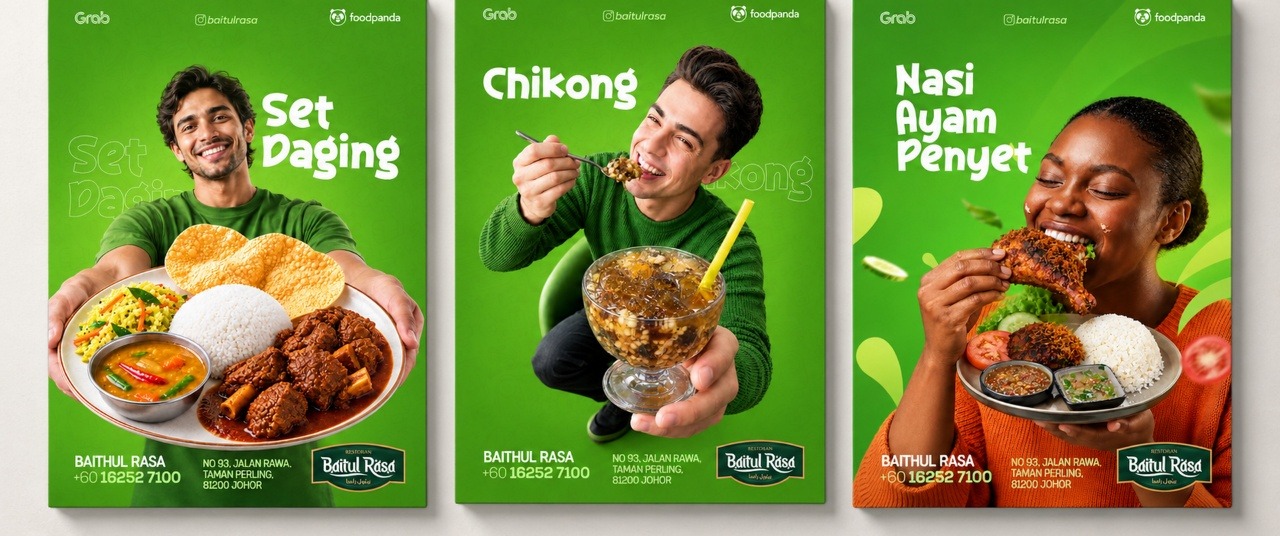 Grab
baitulrasa
foodpanda
Set
Daging
Set
Daging
BAITHUL RASA
+60 16252 7100
NO 93, JALAN RAWA,
TAMAN PERLING,
81200 JOHOR
RESTORAN
Baitul Rasa
Grab
baitulrasa
foodpanda
Chikong
kong
BAITHUL RASA
+60 16252 7100
NO 93, JALAN RAWA,
TAMAN PERLING,
81200 JOHOR
RESTORAN
Baitul Rasa
Grab
baitulrasa
foodpanda
Nasi
Ayam
Penyet
BAITHUL RASA
+60 16252 7100
NO 93, JALAN RAWA,
TAMAN PERLING,
81200 JOHOR
RESTORAN
Baitul Rasa